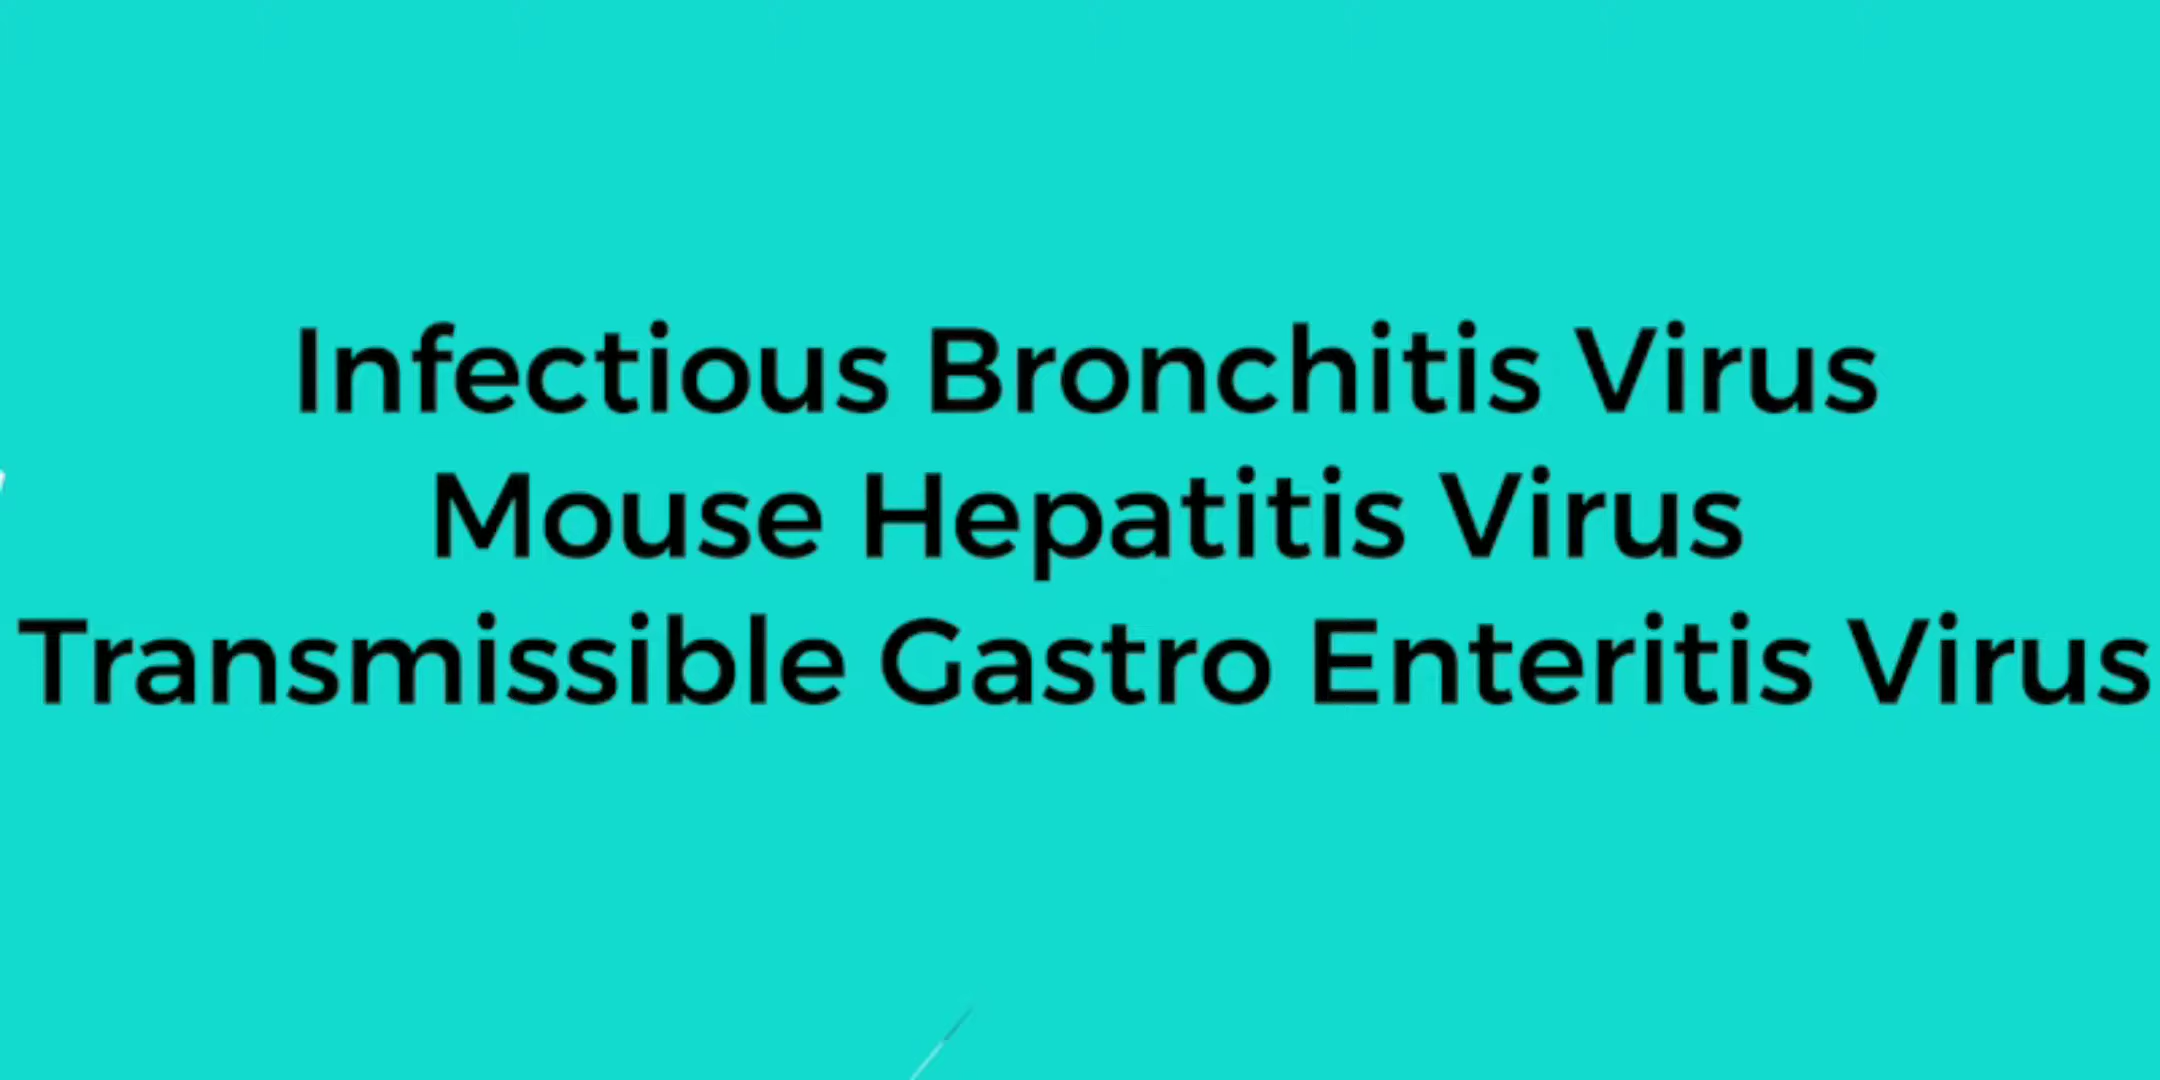 Infectious Bronchitis Virus
Mouse Hepatitis Virus
Transmissible Gastro Enteritis Virus